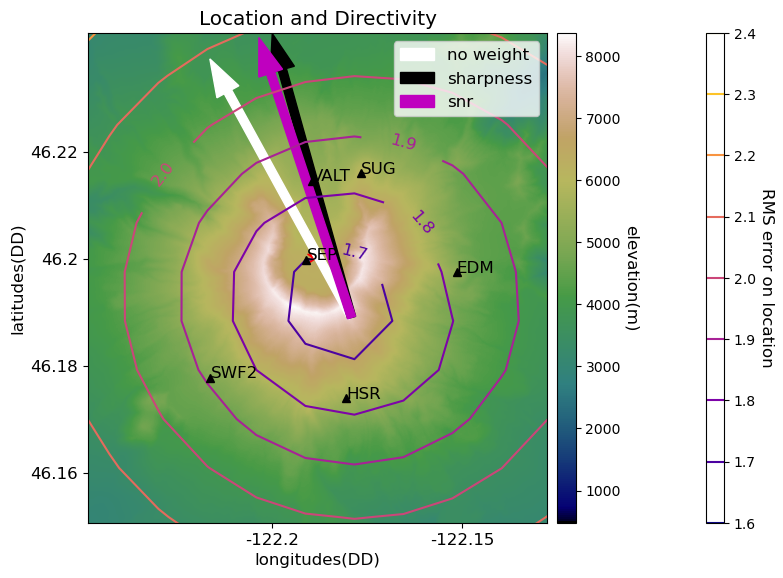 Location and Directivity
no weight
sharpness
snr
46.22
46.2
46.18
46.16
latitudes(DD)
-122.2
-122.15
longitudes(DD)
1.9
2.0
1.8
1.7
VALT
SUG
SEP
EDM
SWF2
HSR
8000
7000
6000
5000
4000
3000
2000
1000
elevation(m)
2.4
2.3
2.2
2.1
2.0
1.9
1.8
1.7
1.6
RMS error on location